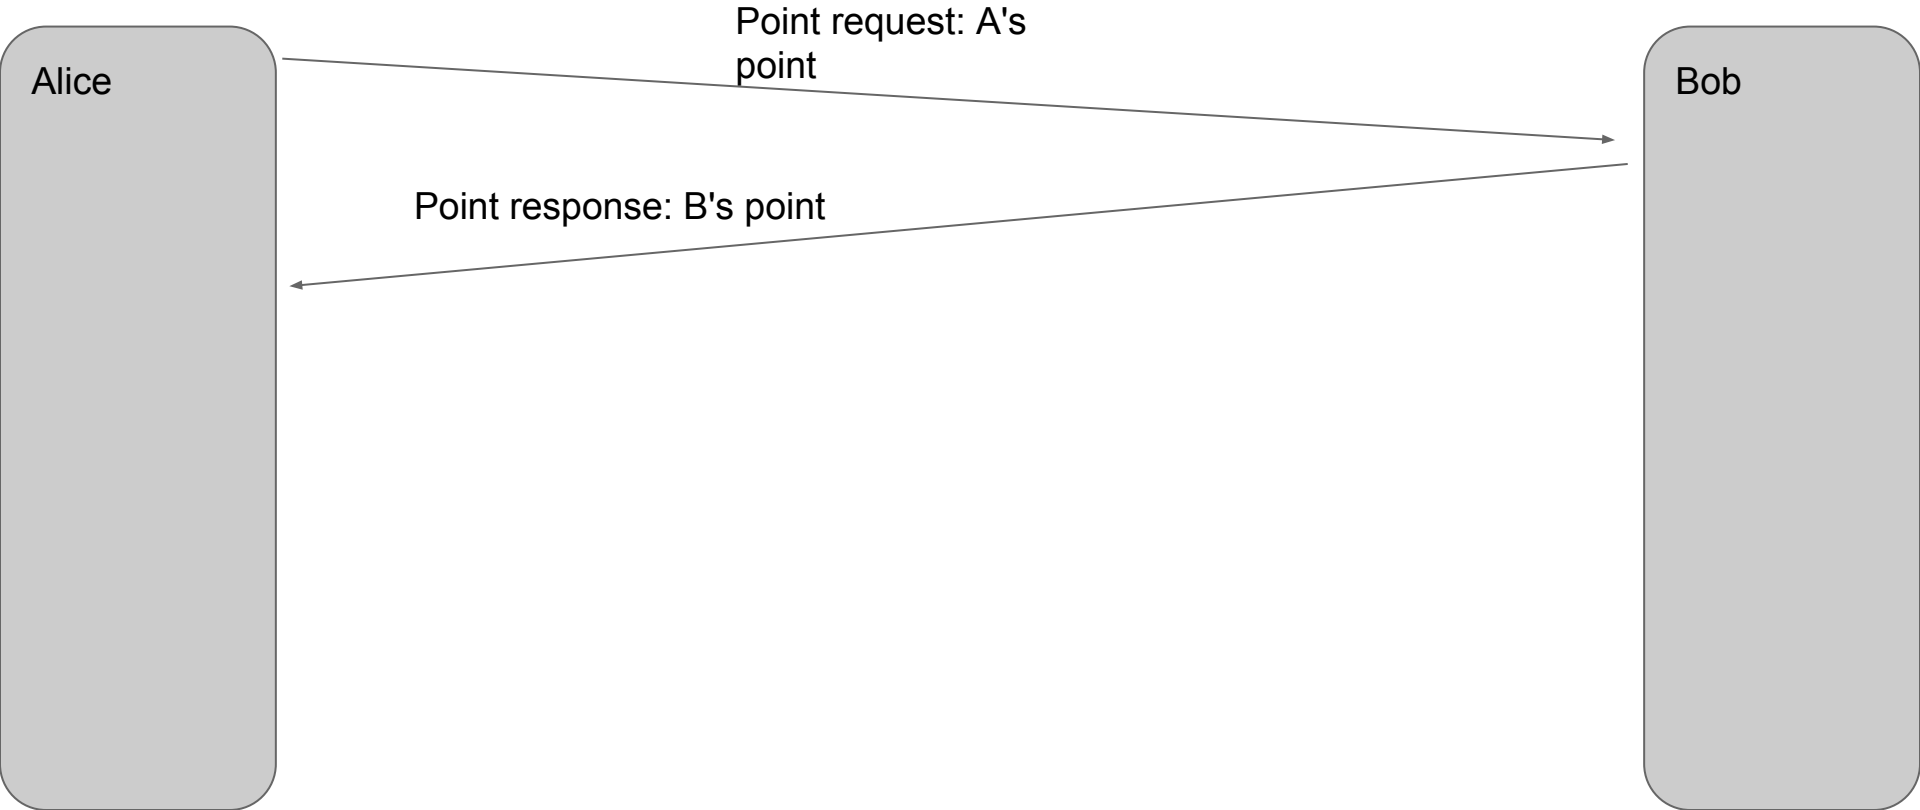 Point request: A's
point
Alice
Bob
Point response: B's point